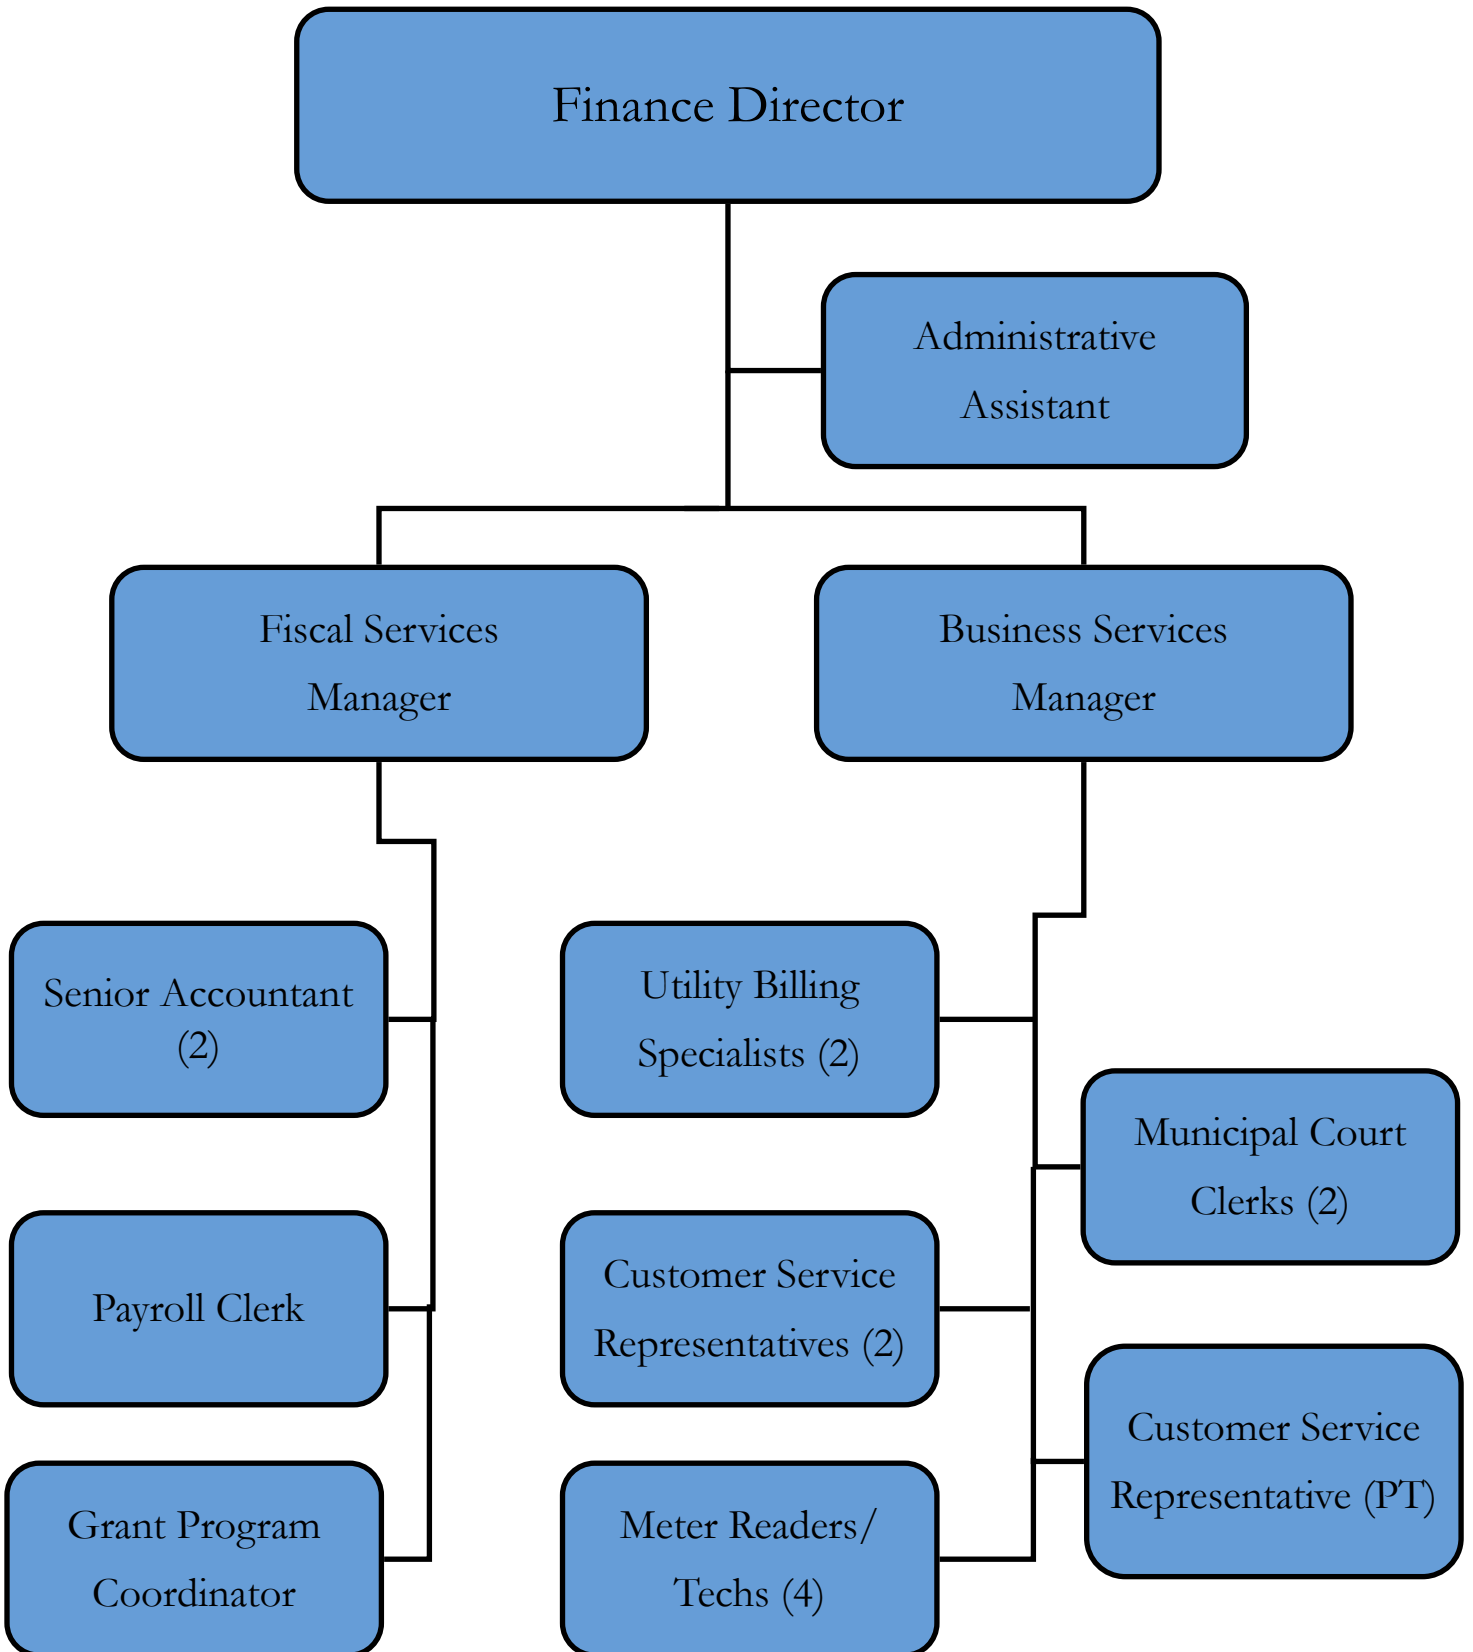 Finance Director
Administrative
Assistant
Fiscal Services
Manager
Business Services
Manager
Senior Accountant
(2)
Utility Billing
Specialists (2)
Municipal Court
Clerks (2)
Payroll Clerk
Customer Service
Representatives (2)
Customer Service
Representative (PT)
Grant Program
Coordinator
Meter Readers/
Techs (4)